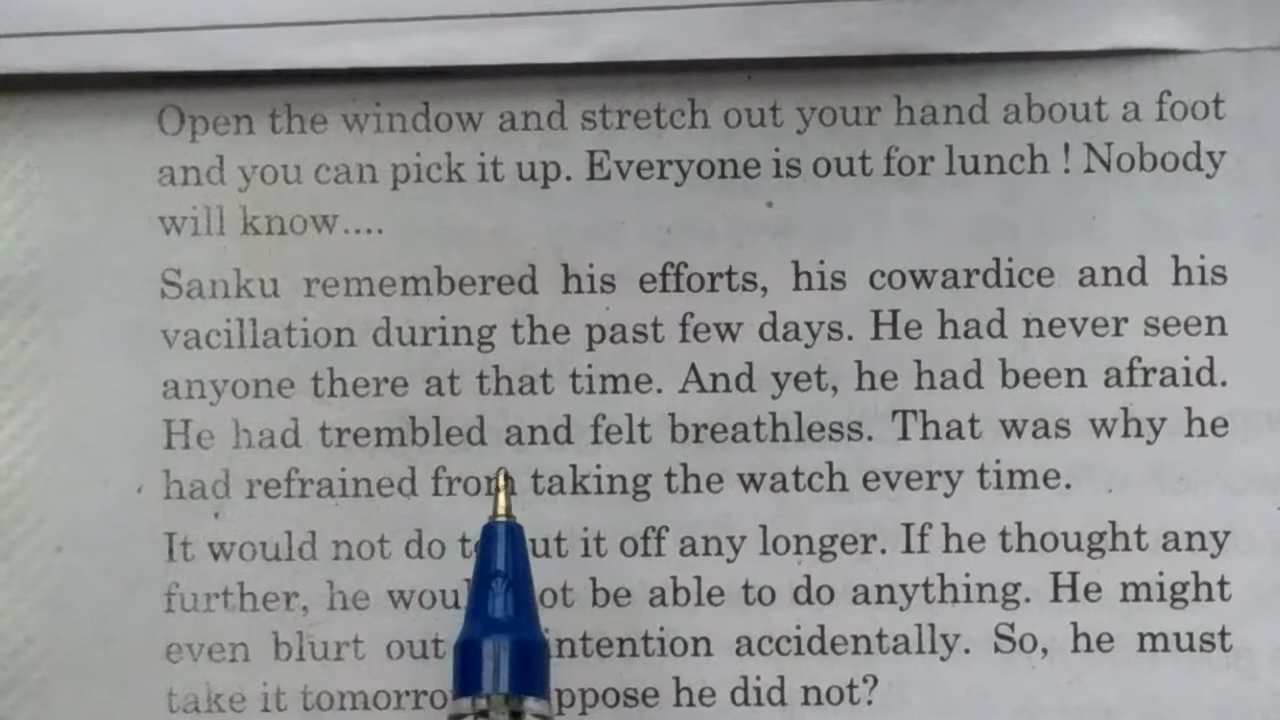 Open the window and stretch out your hand about a foot
and you can pick it up. Everyone is out for lunch ! Nobody
will know....
Sanku remembered his efforts, his cowardice and his
vacillation during the past few days. He had never seen
anyone there at that time. And yet, he had been afraid.
He had trembled and felt breathless. That was why he
had refrained from taking the watch every time.
It would not do it off any longer. If he thought any
further, he be able to do anything. He might
even blurt out intention accidentally. So, he must
take it he did not?